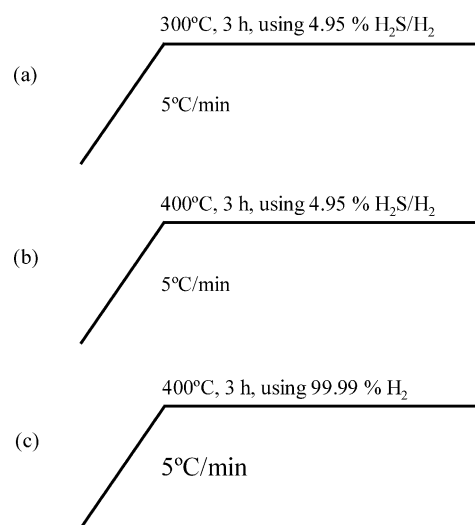 300ºC, 3 h, using 4.95 % H₂S/H₂
(a)
5ºC/min
400ºC, 3 h, using 4.95 % H₂S/H₂
(b)
5ºC/min
400ºC, 3 h, using 99.99 % H₂
(c)
5ºC/min